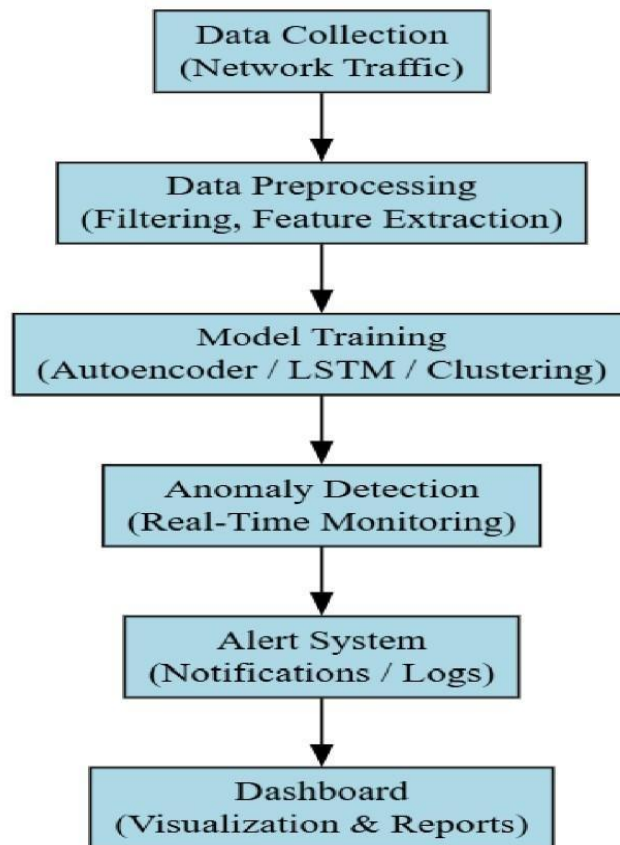 Data Collection
(Network Traffic)
Data Preprocessing
(Filtering, Feature Extraction)
Model Training
(Autoencoder / LSTM / Clustering)
Anomaly Detection
(Real-Time Monitoring)
Alert System
(Notifications / Logs)
Dashboard
(Visualization & Reports)